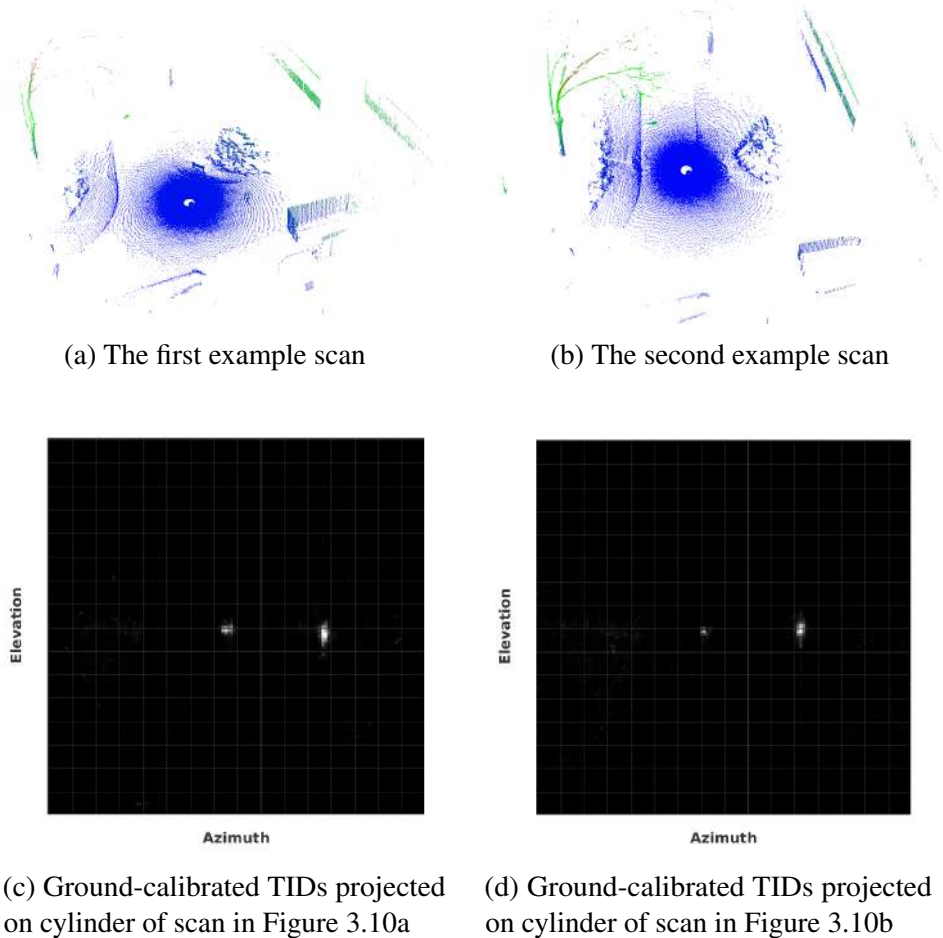 (a) The first example scan
(b) The second example scan
Elevation
Azimuth
Elevation
Azimuth
(c) Ground-calibrated TIDs projected
on cylinder of scan in Figure 3.10a
(d) Ground-calibrated TIDs projected
on cylinder of scan in Figure 3.10b